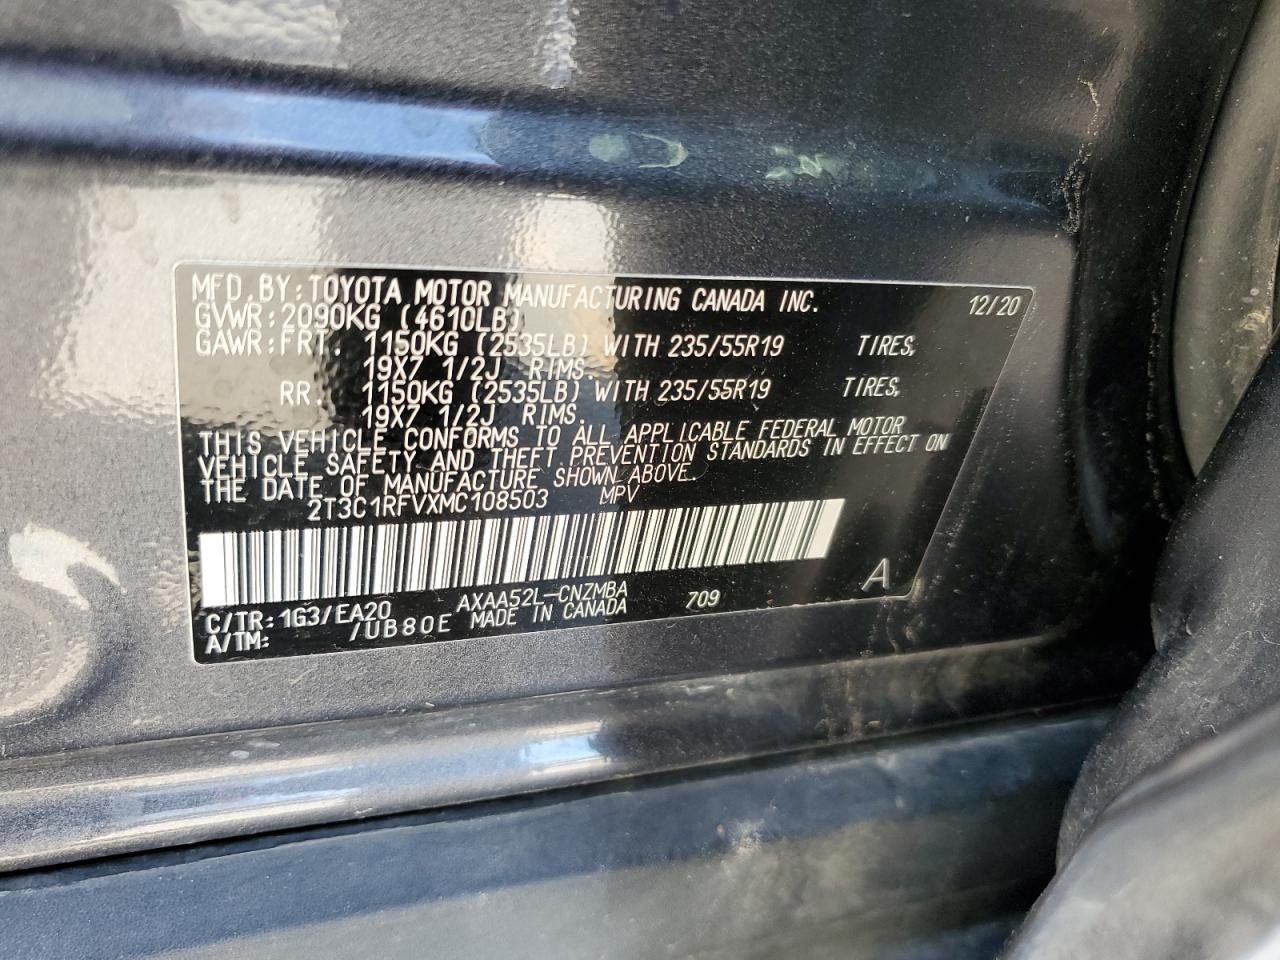 MFD.BY:TOYOTA MOTOR MANUFACTURING CANADA INC. 12/20
GVWR:2090KG (4610LB)
GAWR:FRT. 1150KG (2535LB) WITH 235/55R19 TIRES,
19X7 1/2J RIMS.
RR. 1150KG (2535LB) WITH 235/55R19 TIRES,
19X7 1/2J RIMS.
THIS VEHICLE CONFORMS TO ALL APPLICABLE FEDERAL MOTOR
VEHICLE SAFETY AND THEFT PREVENTION STANDARDS IN EFFECT ON
THE DATE OF MANUFACTURE SHOWN ABOVE.
2T3C1RFVXMC108503 MPV
A
C/TR:1G3/EA20 AXAA52L-CNZMBA 709
A/TM: /UB80E MADE IN CANADA